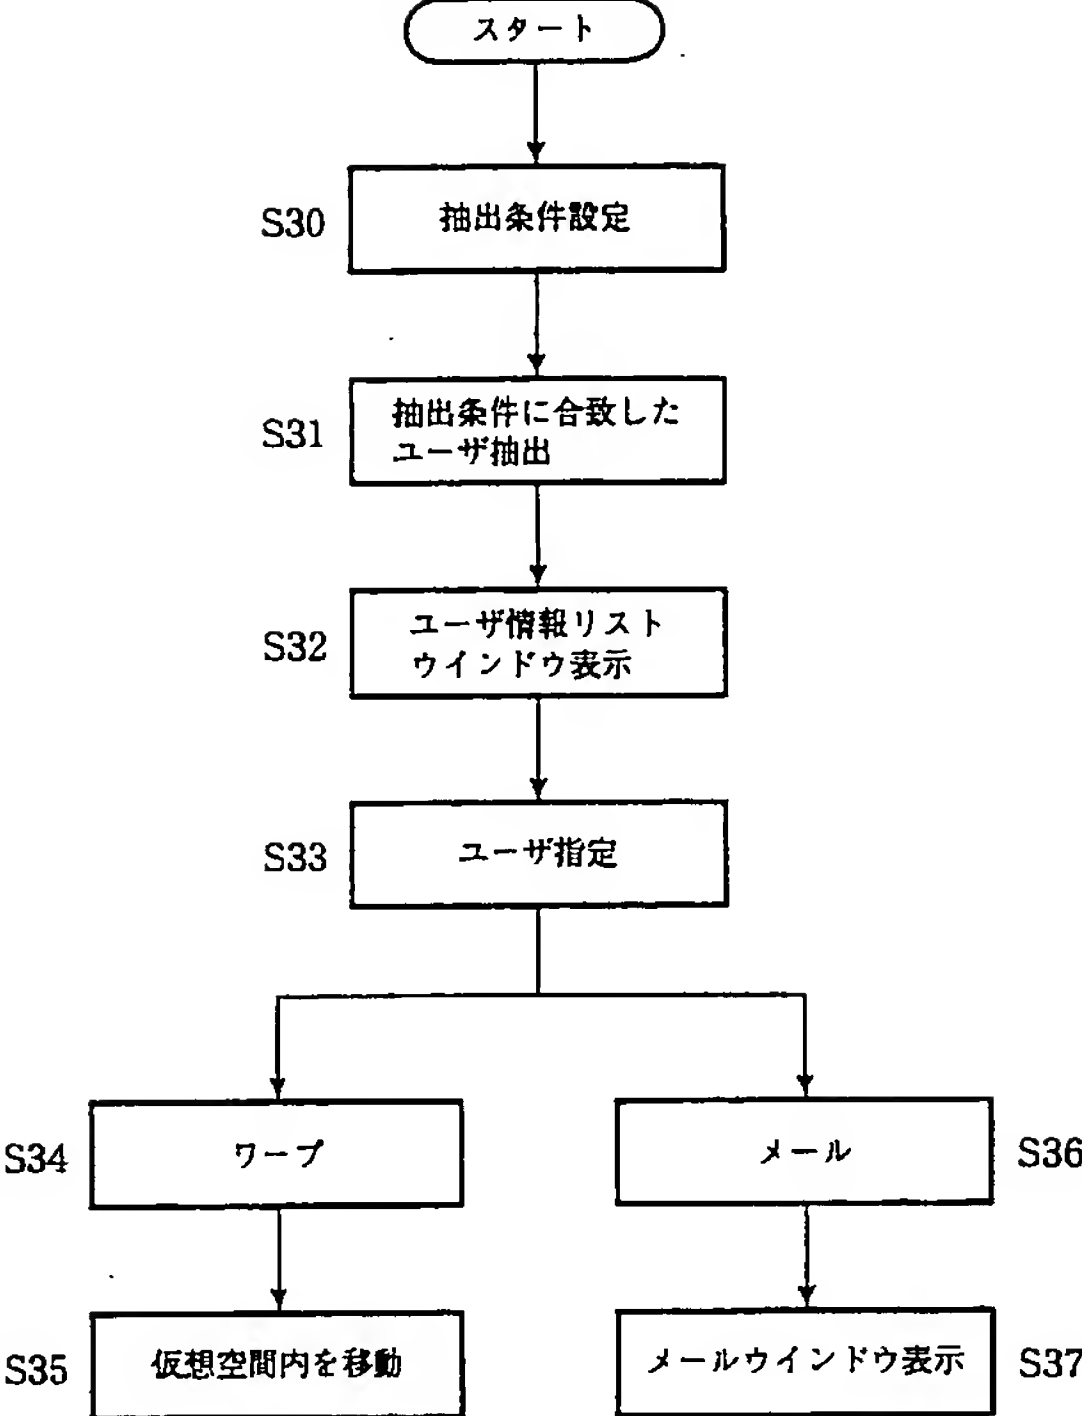 スタート
S30
抽出条件設定
S31
抽出条件に合致した
ユーザ抽出
S32
ユーザ情報リスト
ウインドウ表示
S33
ユーザ指定
S34
ワープ
メール
S36
S35
仮想空間内を移動
メールウインドウ表示
S37